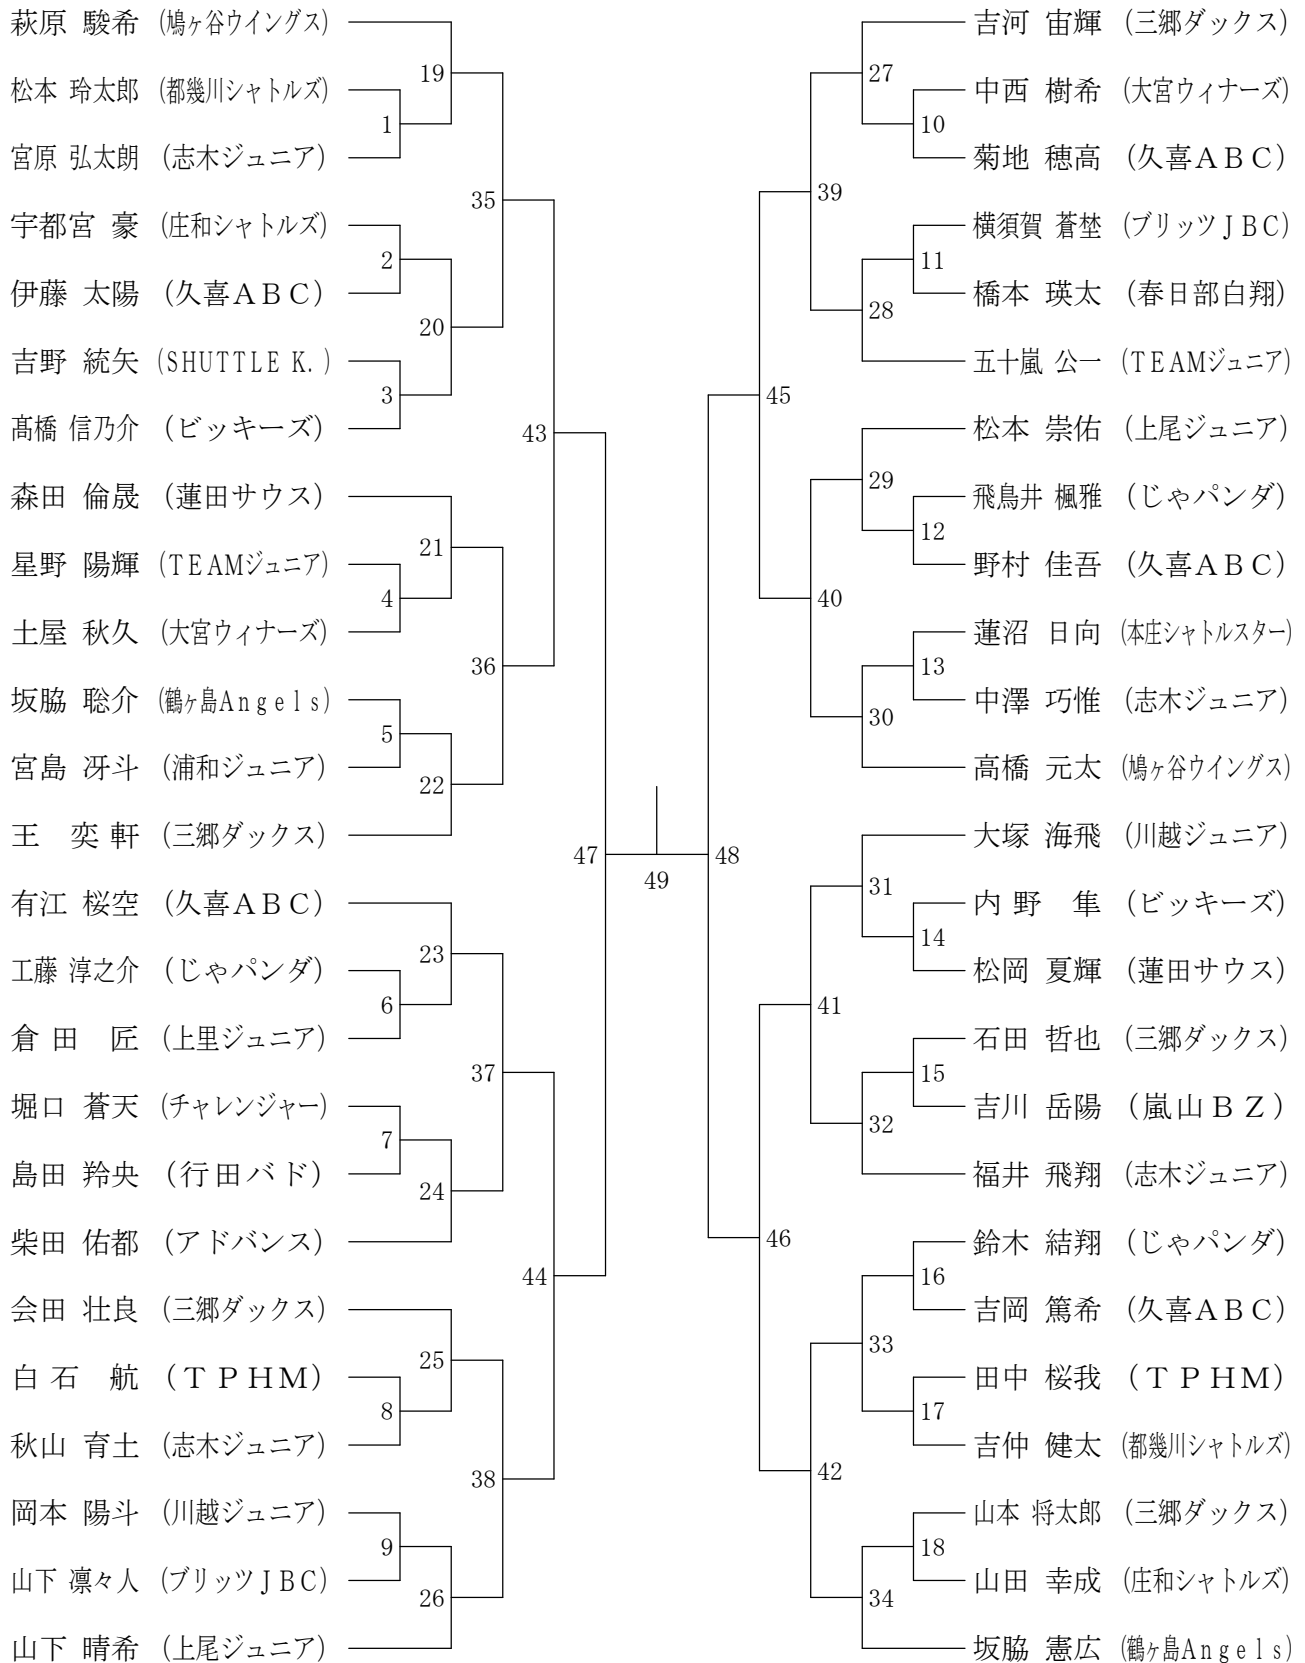 萩原 駿希 (鳩ヶ谷ウイングス)
松本 玲太郎 (都幾川シャトルズ)
宮原 弘太朗 (志木ジュニア)
宇都宮 豪 (庄和シャトルズ)
伊藤 太陽 (久喜ABC)
吉野 統矢 (SHUTTLE K.)
髙橋 信乃介 (ビッキーズ)
森田 倫晟 (蓮田サウス)
星野 陽輝 (TEAMジュニア)
土屋 秋久 (大宮ウィナーズ)
坂脇 聡介 (鶴ヶ島Angels)
宮島 冴斗 (浦和ジュニア)
王 奕軒 (三郷ダックス)
有江 桜空 (久喜ABC)
工藤 淳之介 (じゃパンダ)
倉田 匠 (上里ジュニア)
堀口 蒼天 (チャレンジャー)
島田 羚央 (行田バド)
柴田 佑都 (アドバンス)
会田 壮良 (三郷ダックス)
白石 航 (TPHM)
秋山 育士 (志木ジュニア)
岡本 陽斗 (川越ジュニア)
山下 凛々人 (ブリッツJBC)
山下 晴希 (上尾ジュニア)
1
2
3
4
5
6
7
8
9
19
20
21
22
23
24
25
26
35
36
37
38
43
44
47
49
48
45
46
39
40
41
42
27
28
29
30
31
32
33
34
10
11
12
13
14
15
16
17
18
吉河 宙輝 (三郷ダックス)
中西 樹希 (大宮ウィナーズ)
菊地 穂高 (久喜ABC)
横須賀 蒼埜 (ブリッツJBC)
橋本 瑛太 (春日部白翔)
五十嵐 公一 (TEAMジュニア)
松本 崇佑 (上尾ジュニア)
飛鳥井 楓雅 (じゃパンダ)
野村 佳吾 (久喜ABC)
蓮沼 日向 (本庄シャトルスター)
中澤 巧惟 (志木ジュニア)
高橋 元太 (鳩ヶ谷ウイングス)
大塚 海飛 (川越ジュニア)
内野 隼 (ビッキーズ)
松岡 夏輝 (蓮田サウス)
石田 哲也 (三郷ダックス)
吉川 岳陽 (嵐山BZ)
福井 飛翔 (志木ジュニア)
鈴木 結翔 (じゃパンダ)
吉岡 篤希 (久喜ABC)
田中 桜我 (TPHM)
吉仲 健太 (都幾川シャトルズ)
山本 将太郎 (三郷ダックス)
山田 幸成 (庄和シャトルズ)
坂脇 憲広 (鶴ヶ島Angels)